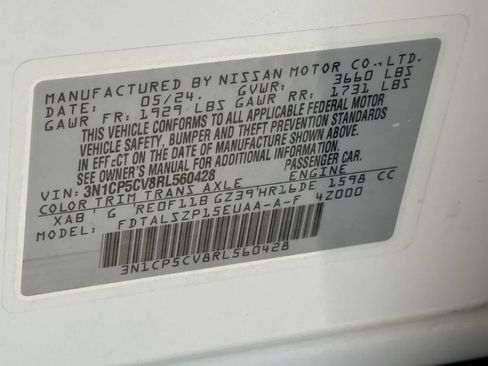 MANUFACTURED BY NISSAN MOTOR CO., LTD.
DATE: 05/24 GVWR: 3660 LBS
GAWR FR: 1929 LBS GAWR RR: 1731 LBS
THIS VEHICLE CONFORMS TO ALL APPLICABLE FEDERAL MOTOR
VEHICLE SAFETY, BUMPER AND THEFT PREVENTION STANDARDS
IN EFFECT ON THE DATE OF MANUFACTURE SHOWN ABOVE.
SEE OWNER'S MANUAL FOR ADDITIONAL INFORMATION.
VIN: 3N1CP5CV8RL560428 PASSENGER CAR
COLOR TRIM TRANS AXLE ENGINE
XAB G RE0F11B GZ39 HR16DE 1598 CC
MODEL: FDTALSZP15EUAA-A-F 4Z000
3N1CP5CV8RL560428